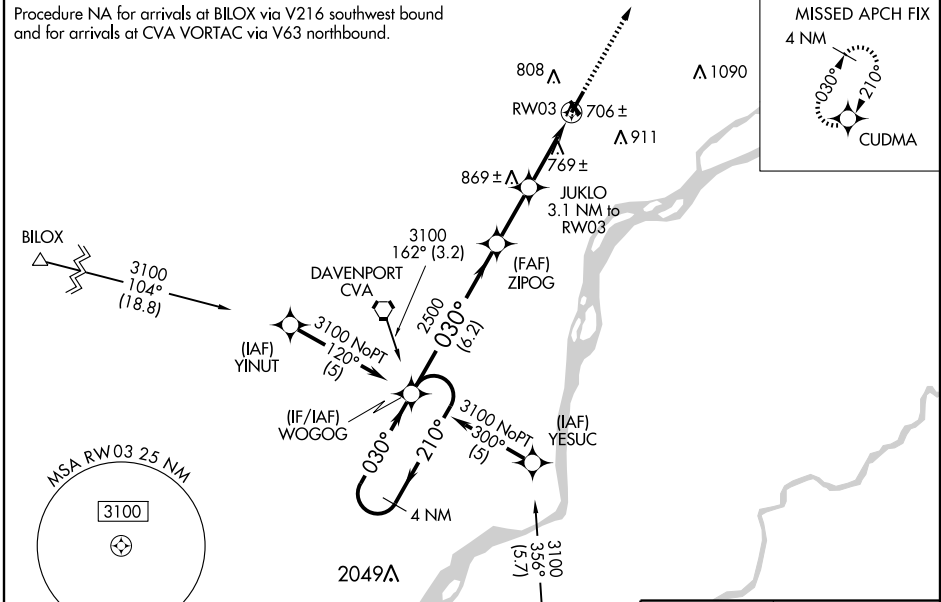 Procedure NA for arrivals at BILOX via V216 southwest bound
and for arrivals at CVA VORTAC via V63 northbound.
MISSED APCH FIX
4 NM
030°
210°
CUDMA
808
1090
RW03
706 ±
911
769 ±
869 ±
JUKLO
3.1 NM to
RW03
BILOX
3100
104°
(18.8)
3100
162° (3.2)
DAVENPORT
CVA
(FAF)
ZIPOG
2500
030°
(6.2)
(IAF)
YINUT
3100 NoPT
120°
(5)
(IF/IAF)
WOGOG
3100 NoPT
300°
(5)
(IAF)
YESUC
030°
210°
4 NM
MSA RW03 25 NM
3100
2049
3100
356°
(5.7)